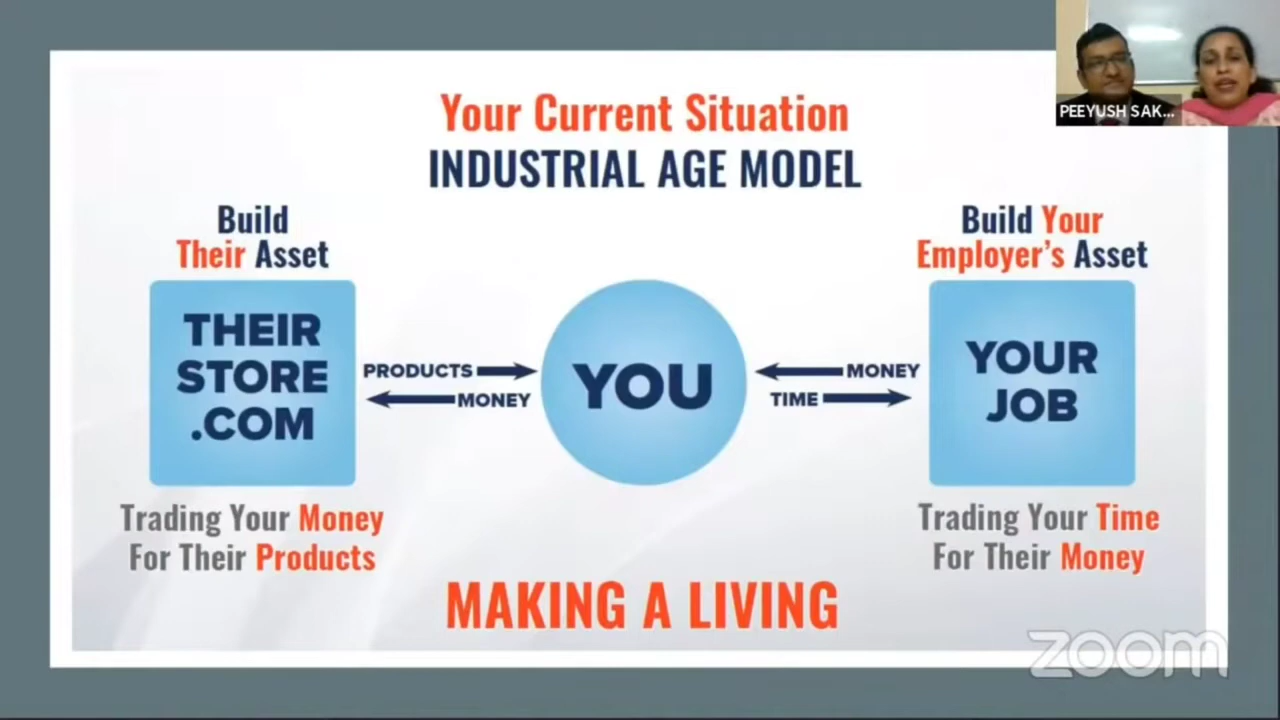 PEEYUSH SAK...
Your Current Situation
INDUSTRIAL AGE MODEL
Build
Their Asset
THEIR
STORE
.COM
Trading Your Money
For Their Products
PRODUCTS
MONEY
YOU
MONEY
TIME
Build Your
Employer's Asset
YOUR
JOB
Trading Your Time
For Their Money
MAKING A LIVING
zoom